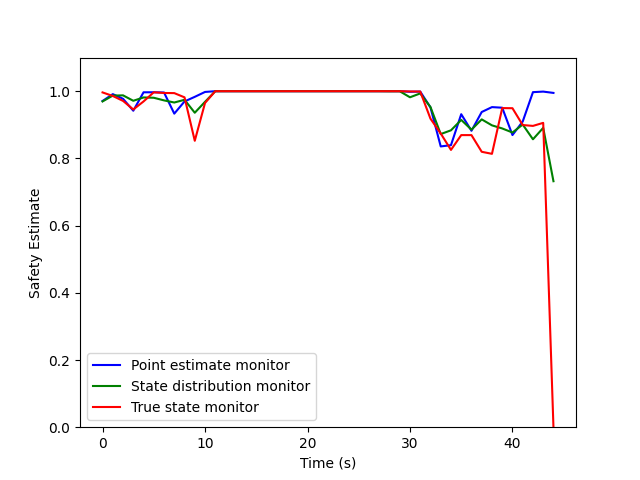 1.0
0.8
0.6
0.4
0.2
0.0
Safety Estimate
Point estimate monitor
State distribution monitor
True state monitor
0 10 20 30 40
Time (s)